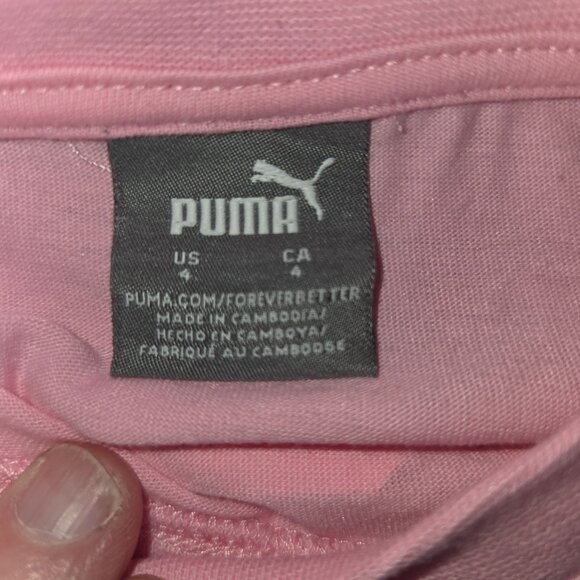 PUMA
US CA
4 4
PUMA.COM/FOREVERBETTER
MADE IN CAMBODIA/
HECHO EN CAMBOYA/
FABRIQUÉ AU CAMBODGE